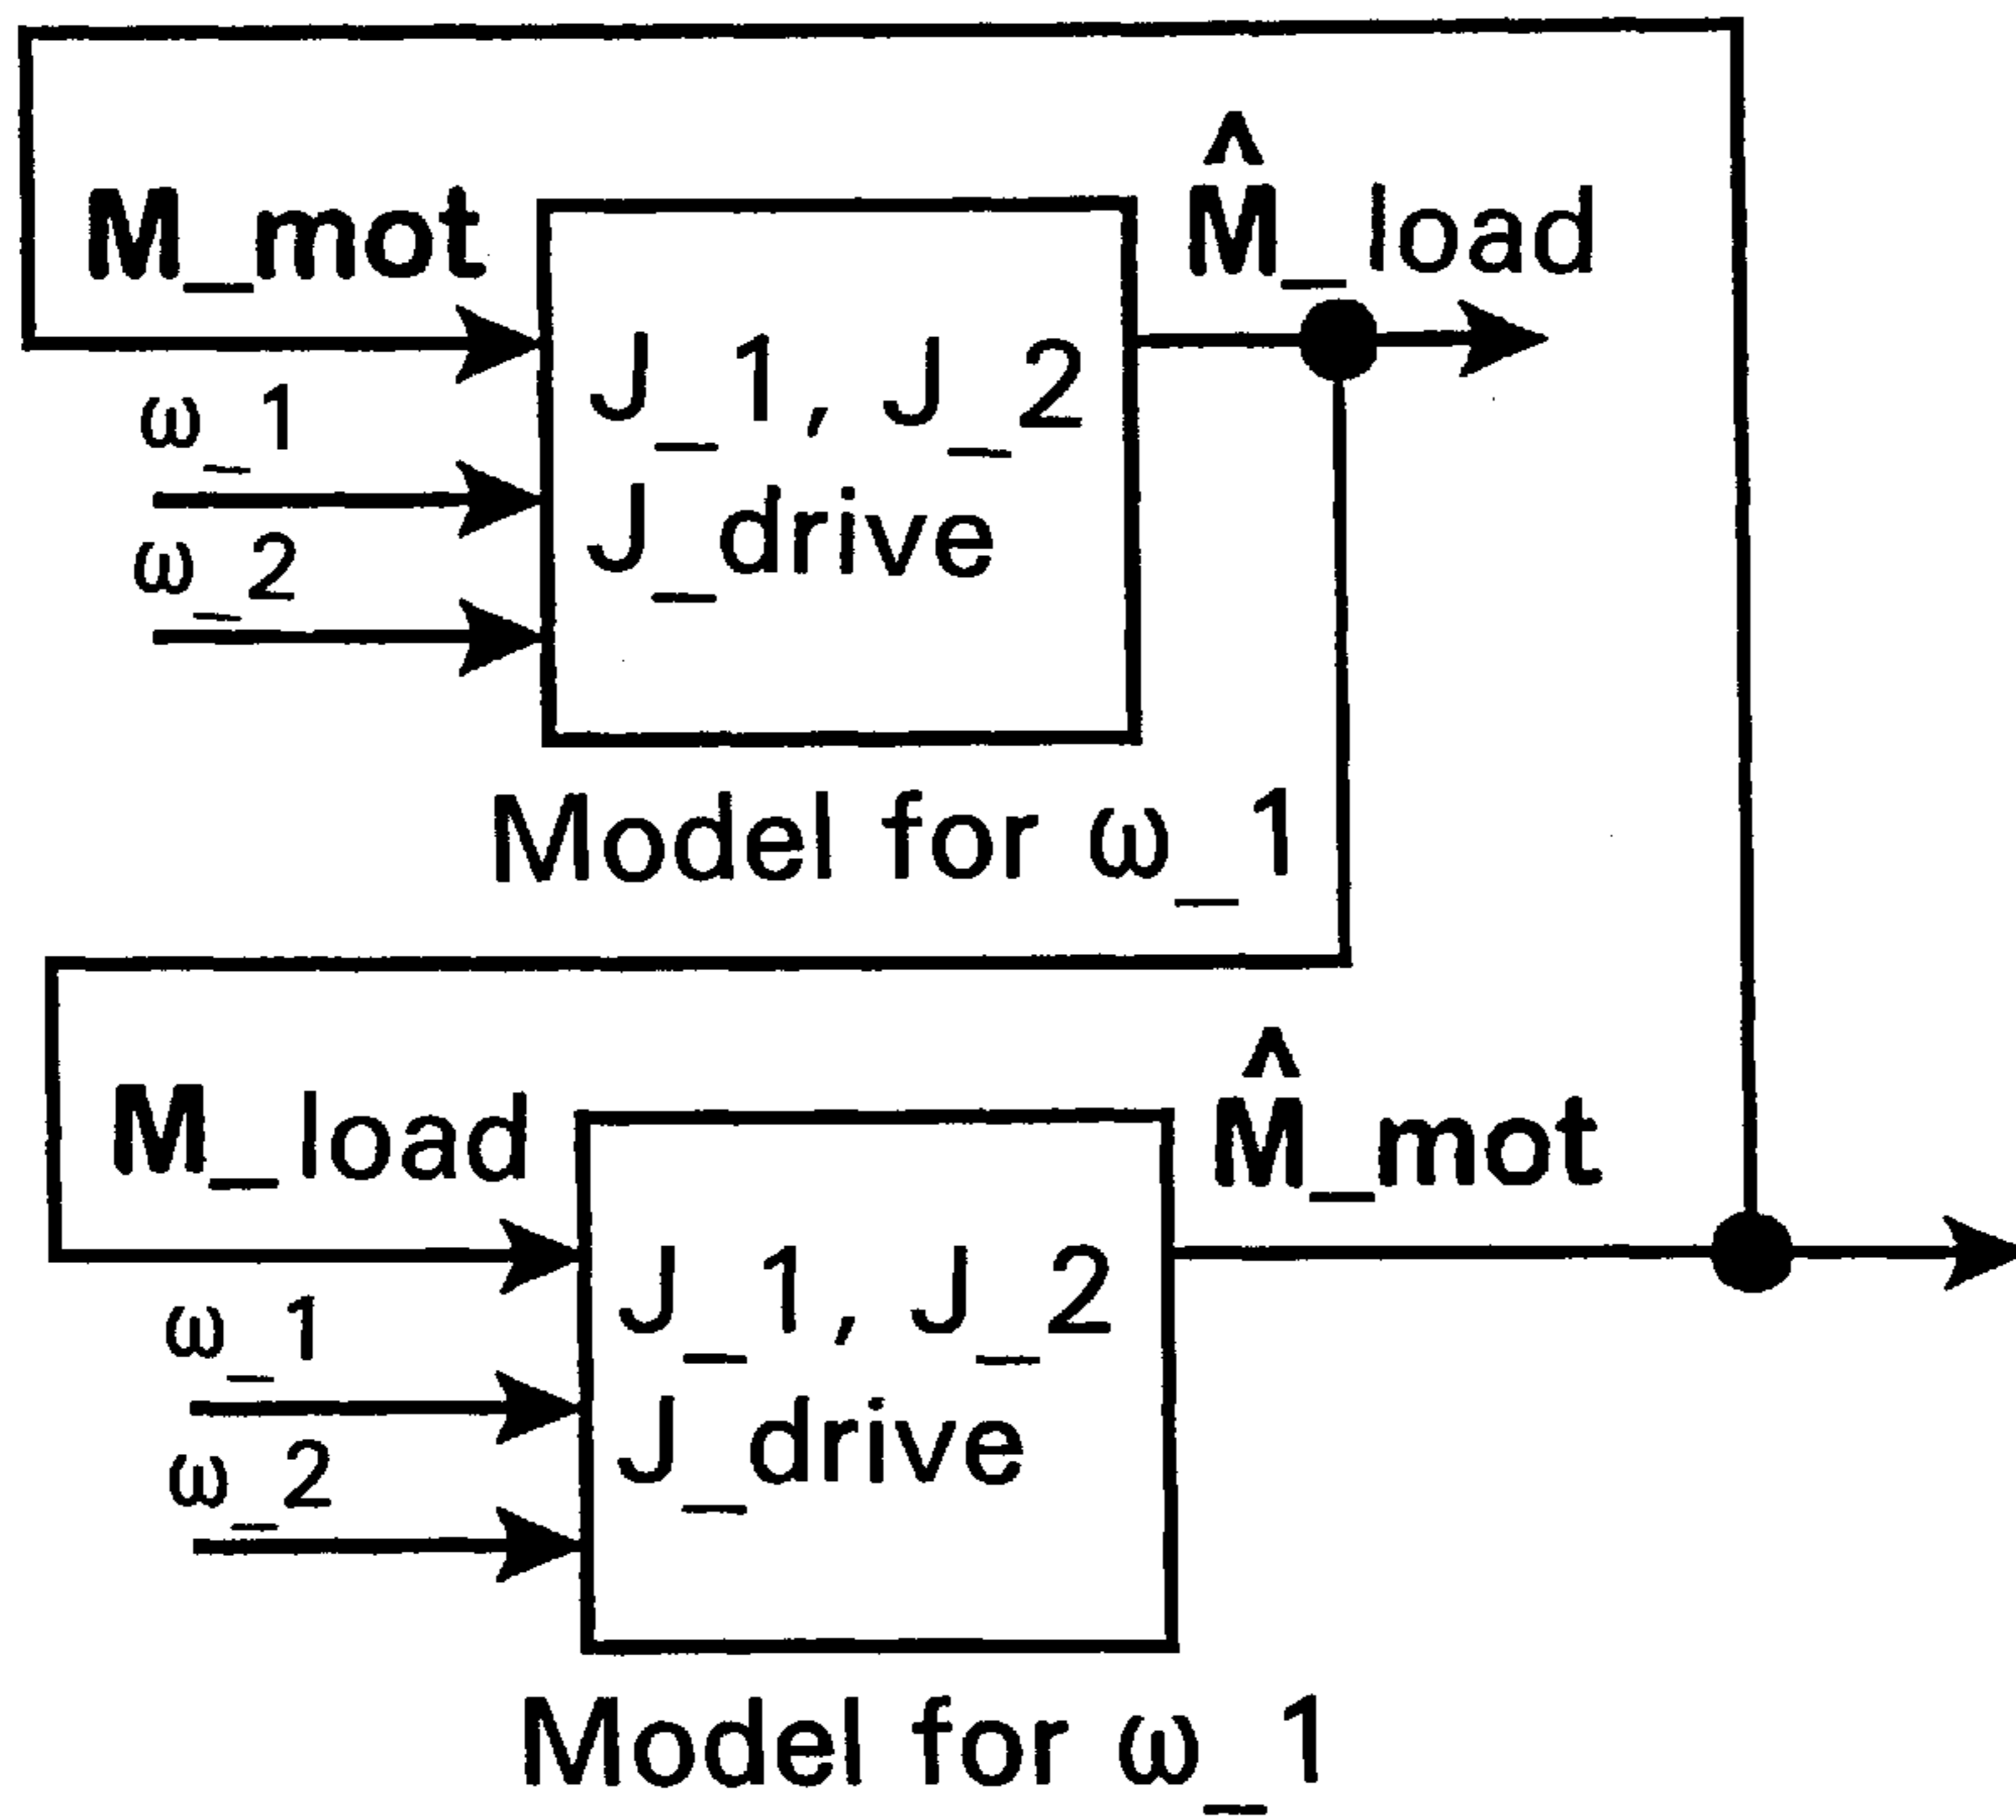 M_mot
M̂_load
ω_1
ω_2
J_1, J_2
J_drive
Model for ω_1
M_load
M̂_mot
ω_1
ω_2
J_1, J_2
J_drive
Model for ω_1